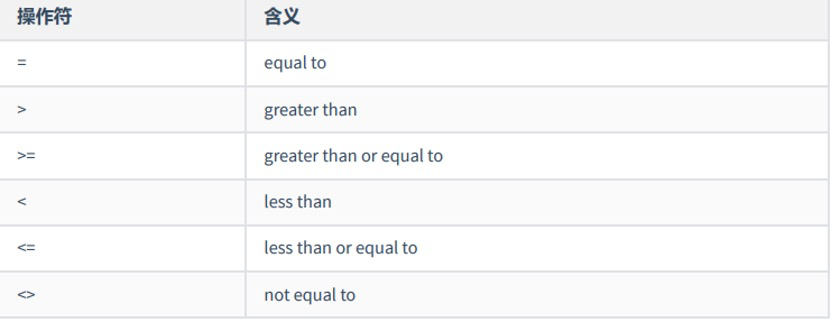 操作符 含义
= equal to
> greater than
>= greater than or equal to
< less than
<= less than or equal to
<> not equal to